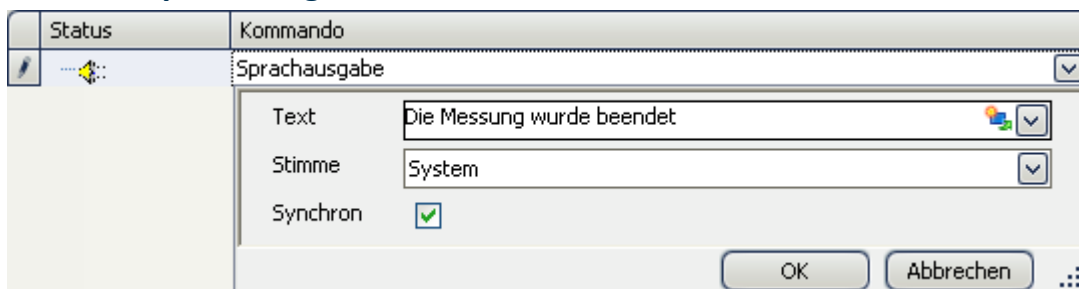 Status Kommando
Sprachausgabe
Text Die Messung wurde beendet
Stimme System
Synchron
OK Abbrechen